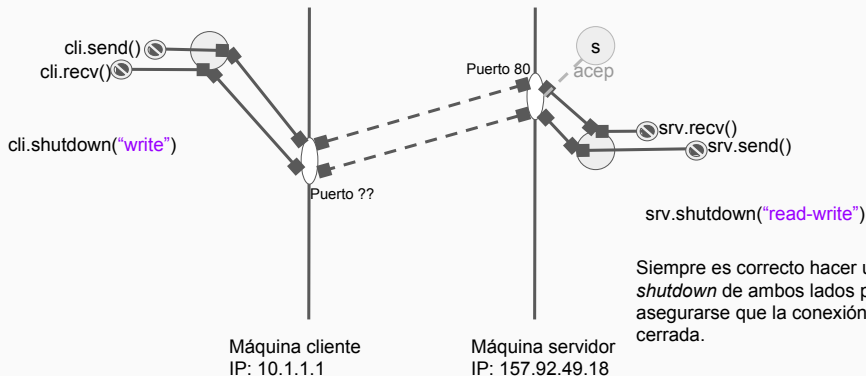 cli.send()
cli.recv()
cli.shutdown(“write”)
Puerto ??
Puerto 80
s
acep
srv.recv()
srv.send()
srv.shutdown(“read-write”)
Siempre es correcto hacer
shutdown de ambos lados
asegurarse que la conexión
cerrada.
Máquina cliente
IP: 10.1.1.1
Máquina servidor
IP: 157.92.49.18